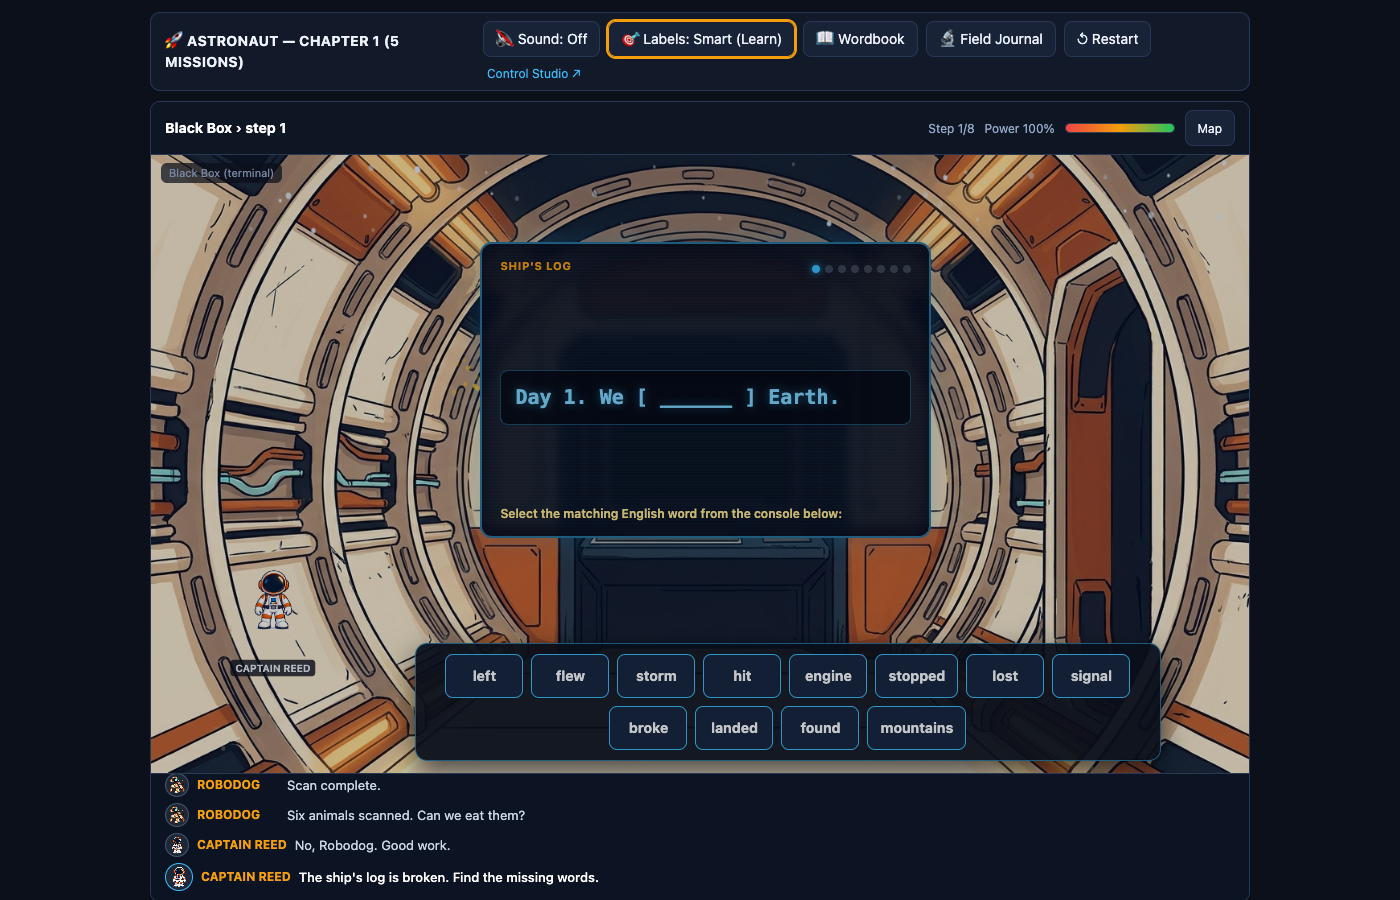 🚀 ASTRONAUT — CHAPTER 1 (5
MISSIONS)
Sound: Off
Labels: Smart (Learn)
Wordbook
Field Journal
↺ Restart
Control Studio ↗
Black Box › step 1
Step 1/8 Power 100%
Map
Black Box (terminal)
SHIP'S LOG
Day 1. We [ ______ ] Earth.
Select the matching English word from the console below:
CAPTAIN REED
left flew storm hit engine stopped lost signal
broke landed found mountains
ROBODOG Scan complete.
ROBODOG Six animals scanned. Can we eat them?
CAPTAIN REED No, Robodog. Good work.
CAPTAIN REED The ship's log is broken. Find the missing words.